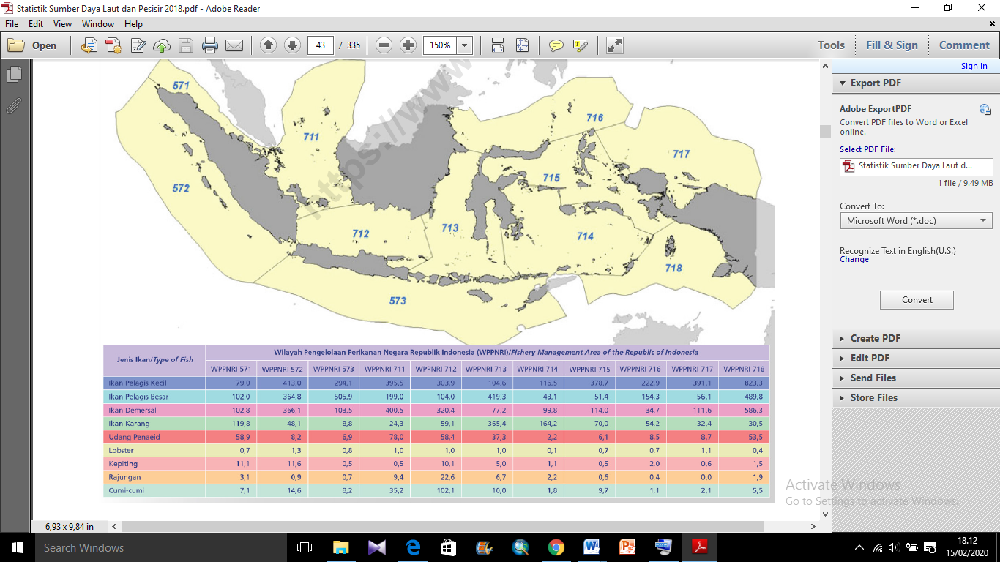 Statistik Sumber Daya Laut dan Pesisir 2018.pdf - Adobe Reader
File Edit View Window Help
Open 43 / 335 150% Tools Fill & Sign Comment
Sign In
Export PDF
Adobe ExportPDF
Convert PDF files to Word or Excel
online.
Select PDF File:
Statistik Sumber Daya Laut d...
1 file / 9.49 MB
Convert To:
Microsoft Word (*.doc)
Recognize Text in English(U.S.)
Change
Convert
Create PDF
Edit PDF
Send Files
Store Files
571
711
716
717
572
715
713
712
714
718
573
https://www
Jenis Ikan/Type of Fish
Wilayah Pengelolaan Perikanan Negara Republik Indonesia (WPPNRI)/Fishery Management Area of the Republic of Indonesia
WPPNRI 571 WPPNRI 572 WPPNRI 573 WPPNRI 711 WPPNRI 712 WPPNRI 713 WPPNRI 714 WPPNRI 715 WPPNRI 716 WPPNRI 717 WPPNRI 718
Ikan Pelagis Kecil 79,0 413,0 294,1 395,5 303,9 104,6 116,5 378,7 222,9 391,1 823,3
Ikan Pelagis Besar 102,0 364,8 505,9 199,0 104,0 419,3 43,1 51,4 154,3 56,1 489,8
Ikan Demersal 102,8 366,1 103,5 400,5 320,4 77,2 99,8 114,0 34,7 111,6 586,3
Ikan Karang 119,8 48,1 8,8 24,3 59,1 365,4 164,2 70,0 54,2 32,4 30,5
Udang Penaeid 58,9 8,2 6,9 78,0 58,4 37,3 2,2 6,1 8,5 8,7 53,5
Lobster 0,7 1,3 0,8 1,0 1,0 1,0 0,1 0,7 0,7 1,1 0,4
Kepiting 11,1 11,6 0,5 0,5 10,1 5,0 1,1 0,5 2,0 0,6 1,5
Rajungan 3,1 0,9 0,7 9,4 22,6 6,7 2,2 0,6 0,4 0,0 1,9
Cumi-cumi 7,1 14,6 8,2 35,2 102,1 10,0 1,8 9,7 1,1 2,1 5,5
Activate Windows
Go to Settings to activate Windows.
6,93 x 9,84 in
Search Windows
18.12
15/02/2020